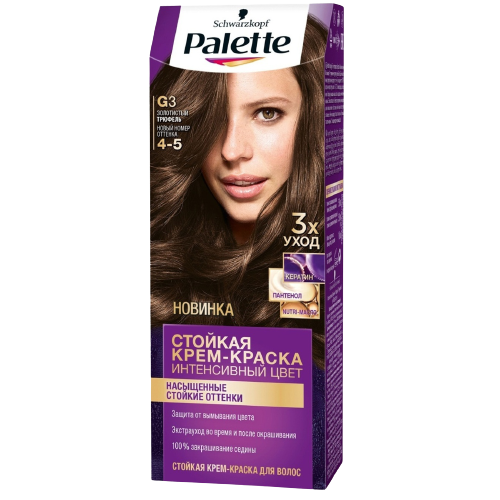 Schwarzkopf
Palette
G3
ЗОЛОТИСТЫЙ
ТРЮФЕЛЬ
НОВЫЙ НОМЕР
ОТТЕНКА
4-5
3x
УХОД
КЕРАТИН
ПАНТЕНОЛ
NUTRI-МАСЛО
НОВИНКА
СТОЙКАЯ
КРЕМ-КРАСКА
ИНТЕНСИВНЫЙ ЦВЕТ
НАСЫЩЕННЫЕ
СТОЙКИЕ ОТТЕНКИ
Защита от вымывания цвета
Экстрауход во время и после окрашивания
100% закрашивание седины
СТОЙКАЯ КРЕМ-КРАСКА ДЛЯ ВОЛОС